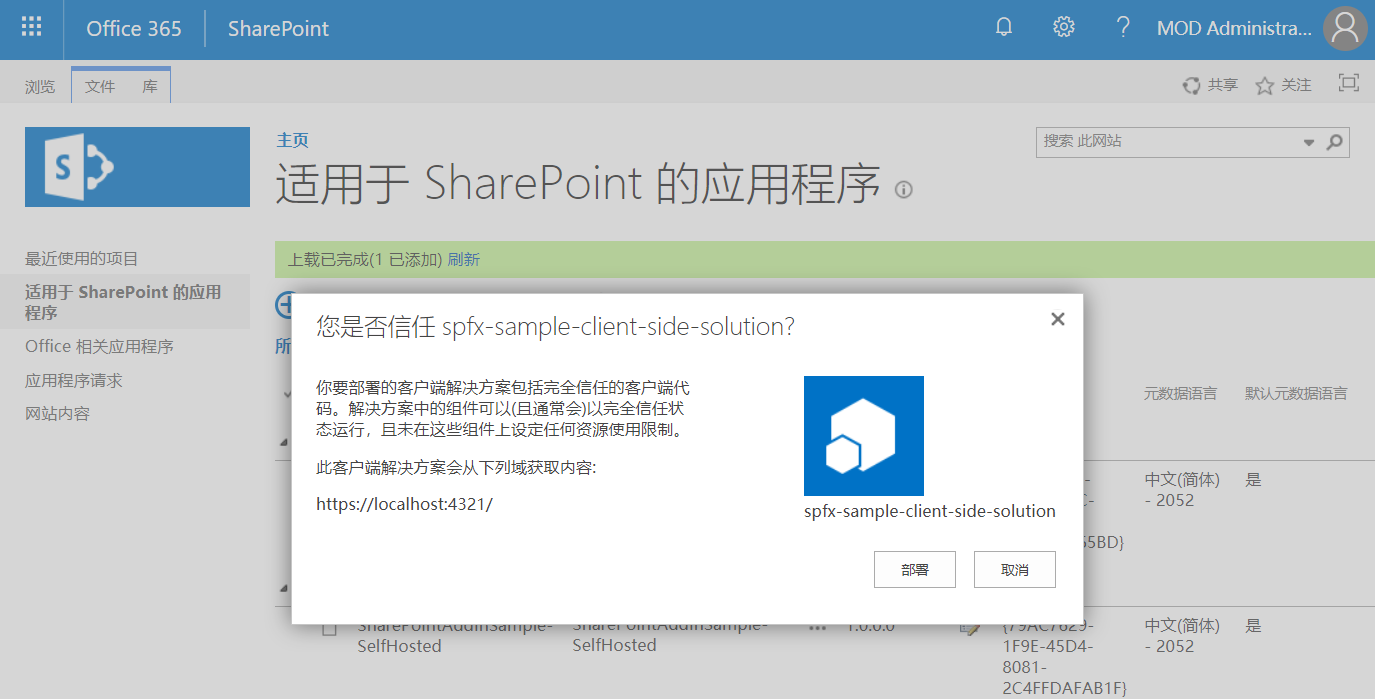 Office 365
SharePoint
?
MOD Administra...
浏览
文件
库
共享
关注
S
主页
搜索 此网站
适用于 SharePoint 的应用程序
最近使用的项目
适用于 SharePoint 的应用
程序
Office 相关应用程序
应用程序请求
网站内容
上载已完成(1 已添加) 刷新
所
元数据语言
默认元数据语言
您是否信任 spfx-sample-client-side-solution?
你要部署的客户端解决方案包括完全信任的客户端代
码。解决方案中的组件可以(且通常会)以完全信任状
态运行，且未在这些组件上设定任何资源使用限制。
此客户端解决方案会从下列域获取内容:
https://localhost:4321/
spfx-sample-client-side-solution
部署
取消
中文(简体)
- 2052
是
55BD}
SharePointAddInSample-
SelfHosted
SharePointAddInSample-
SelfHosted
1.0.0.0
{79AC7829-
1F9E-45D4-
8081-
2C4FFDAFAB1F}
中文(简体)
- 2052
是